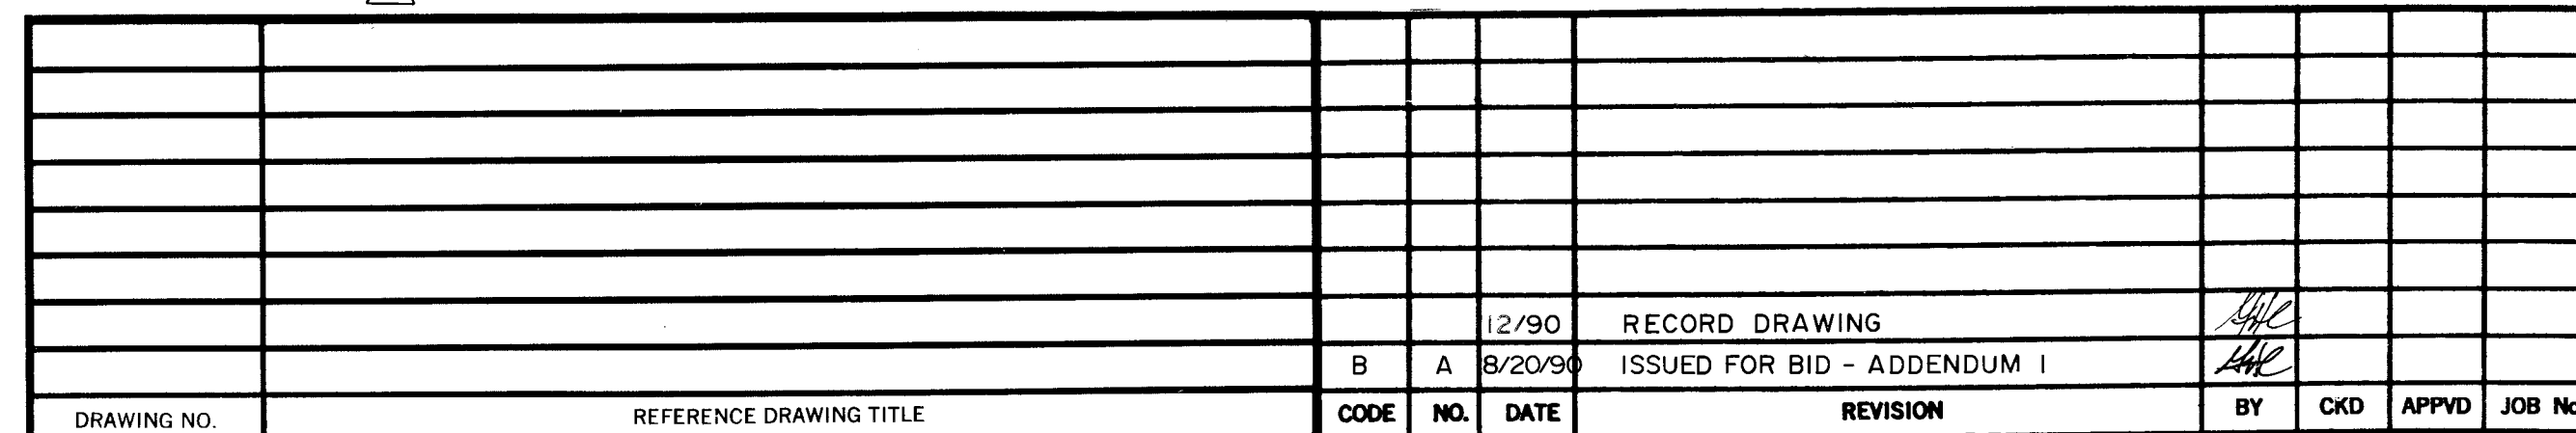 12/90 RECORD DRAWING
B A 8/20/90 ISSUED FOR BID - ADDENDUM 1
DRAWING NO. REFERENCE DRAWING TITLE CODE NO. DATE REVISION BY CKD APPVD JOB